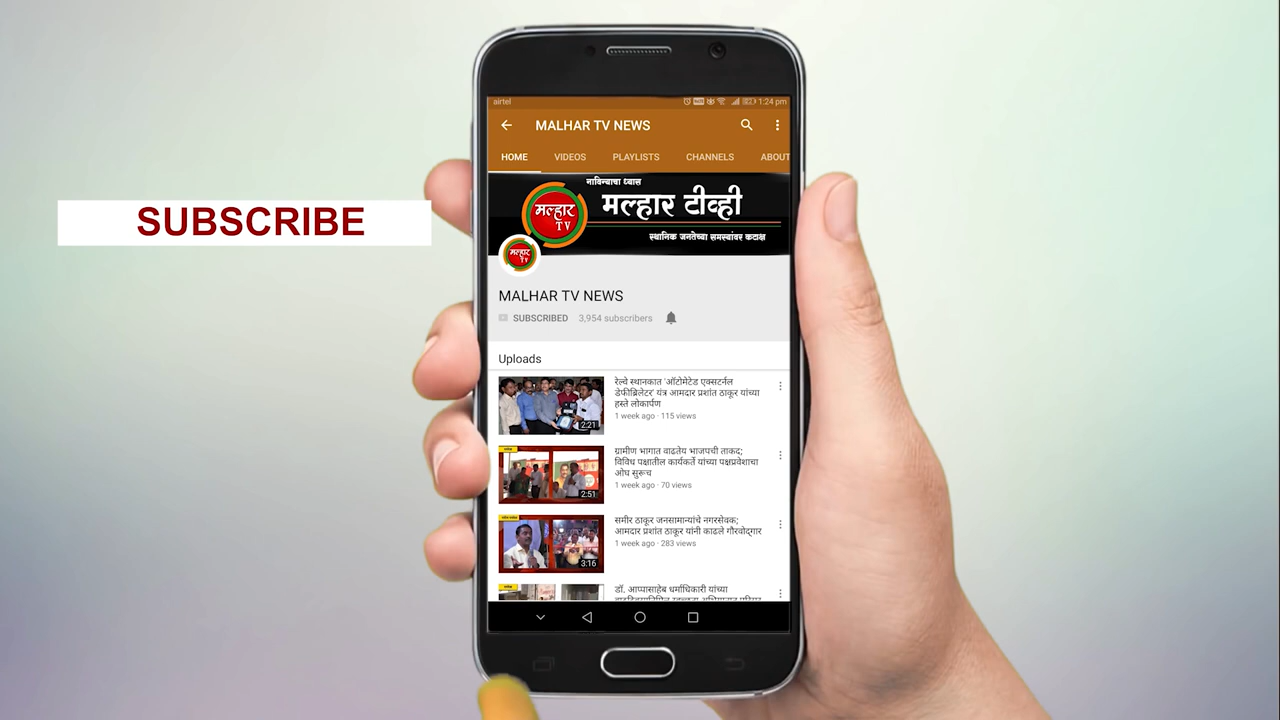 SUBSCRIBE
airtel
1:24 pm
MALHAR TV NEWS
HOME VIDEOS PLAYLISTS CHANNELS ABOUT
नाविन्याचा ध्यास
मल्हार टीव्ही
मल्हार
TV
स्थानिक जनतेच्या समस्यांवर कटाक्ष
मल्हार
TV
MALHAR TV NEWS
SUBSCRIBED 3,954 subscribers
Uploads
रेल्वे स्थानकात 'ऑटोमेटेड एक्सटर्नल
डेफीब्रिलेटर' यंत्र आमदार प्रशांत ठाकूर यांच्या
हस्ते लोकार्पण
1 week ago · 115 views
2:21
ग्रामीण भागात वाढतेय भाजपची ताकद;
विविध पक्षातील कार्यकर्ते यांच्या पक्षप्रवेशाचा
ओघ सुरूच
1 week ago · 70 views
2:51
समीर ठाकूर जनसामान्यांचे नगरसेवक;
आमदार प्रशांत ठाकूर यांनी काढले गौरवोद्गार
1 week ago · 283 views
3:16
डॉ. आप्पासाहेब धर्माधिकारी यांच्या